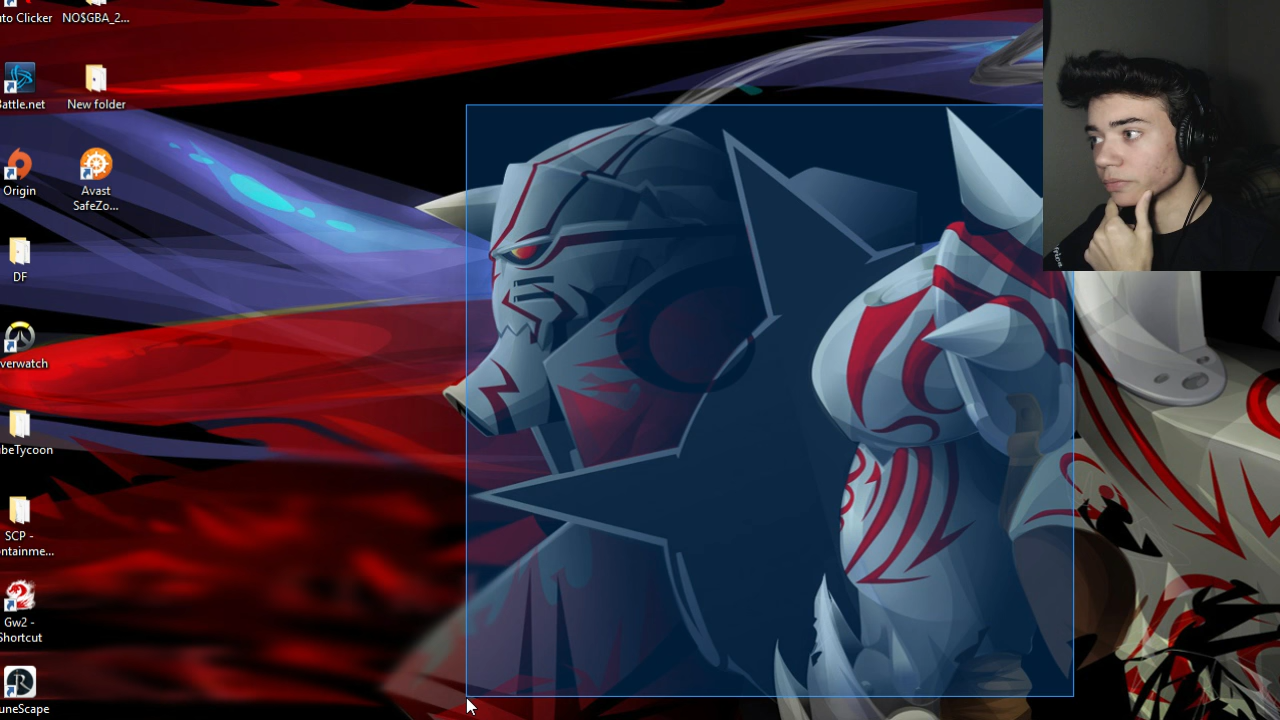 to Clicker
NO$GBA_2...
Battle.net
New folder
Origin
Avast
SafeZo...
DF
verwatch
beTycoon
SCP -
ntainme...
Gw2 -
Shortcut
uneScape